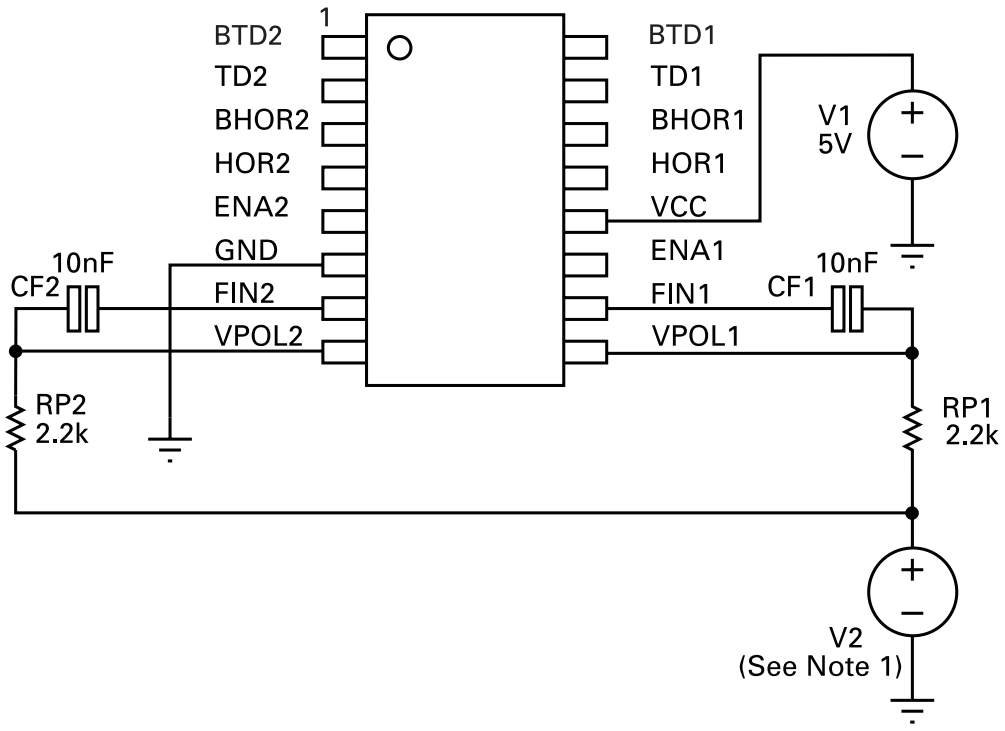 1
BTD2
BTD1
TD2
TD1
BHOR2
BHOR1
HOR2
HOR1
ENA2
VCC
GND
ENA1
FIN2
FIN1
VPOL2
VPOL1
V1
5V
+
−
10nF
CF2
10nF
CF1
RP2
2.2k
RP1
2.2k
+
−
V2
(See Note 1)